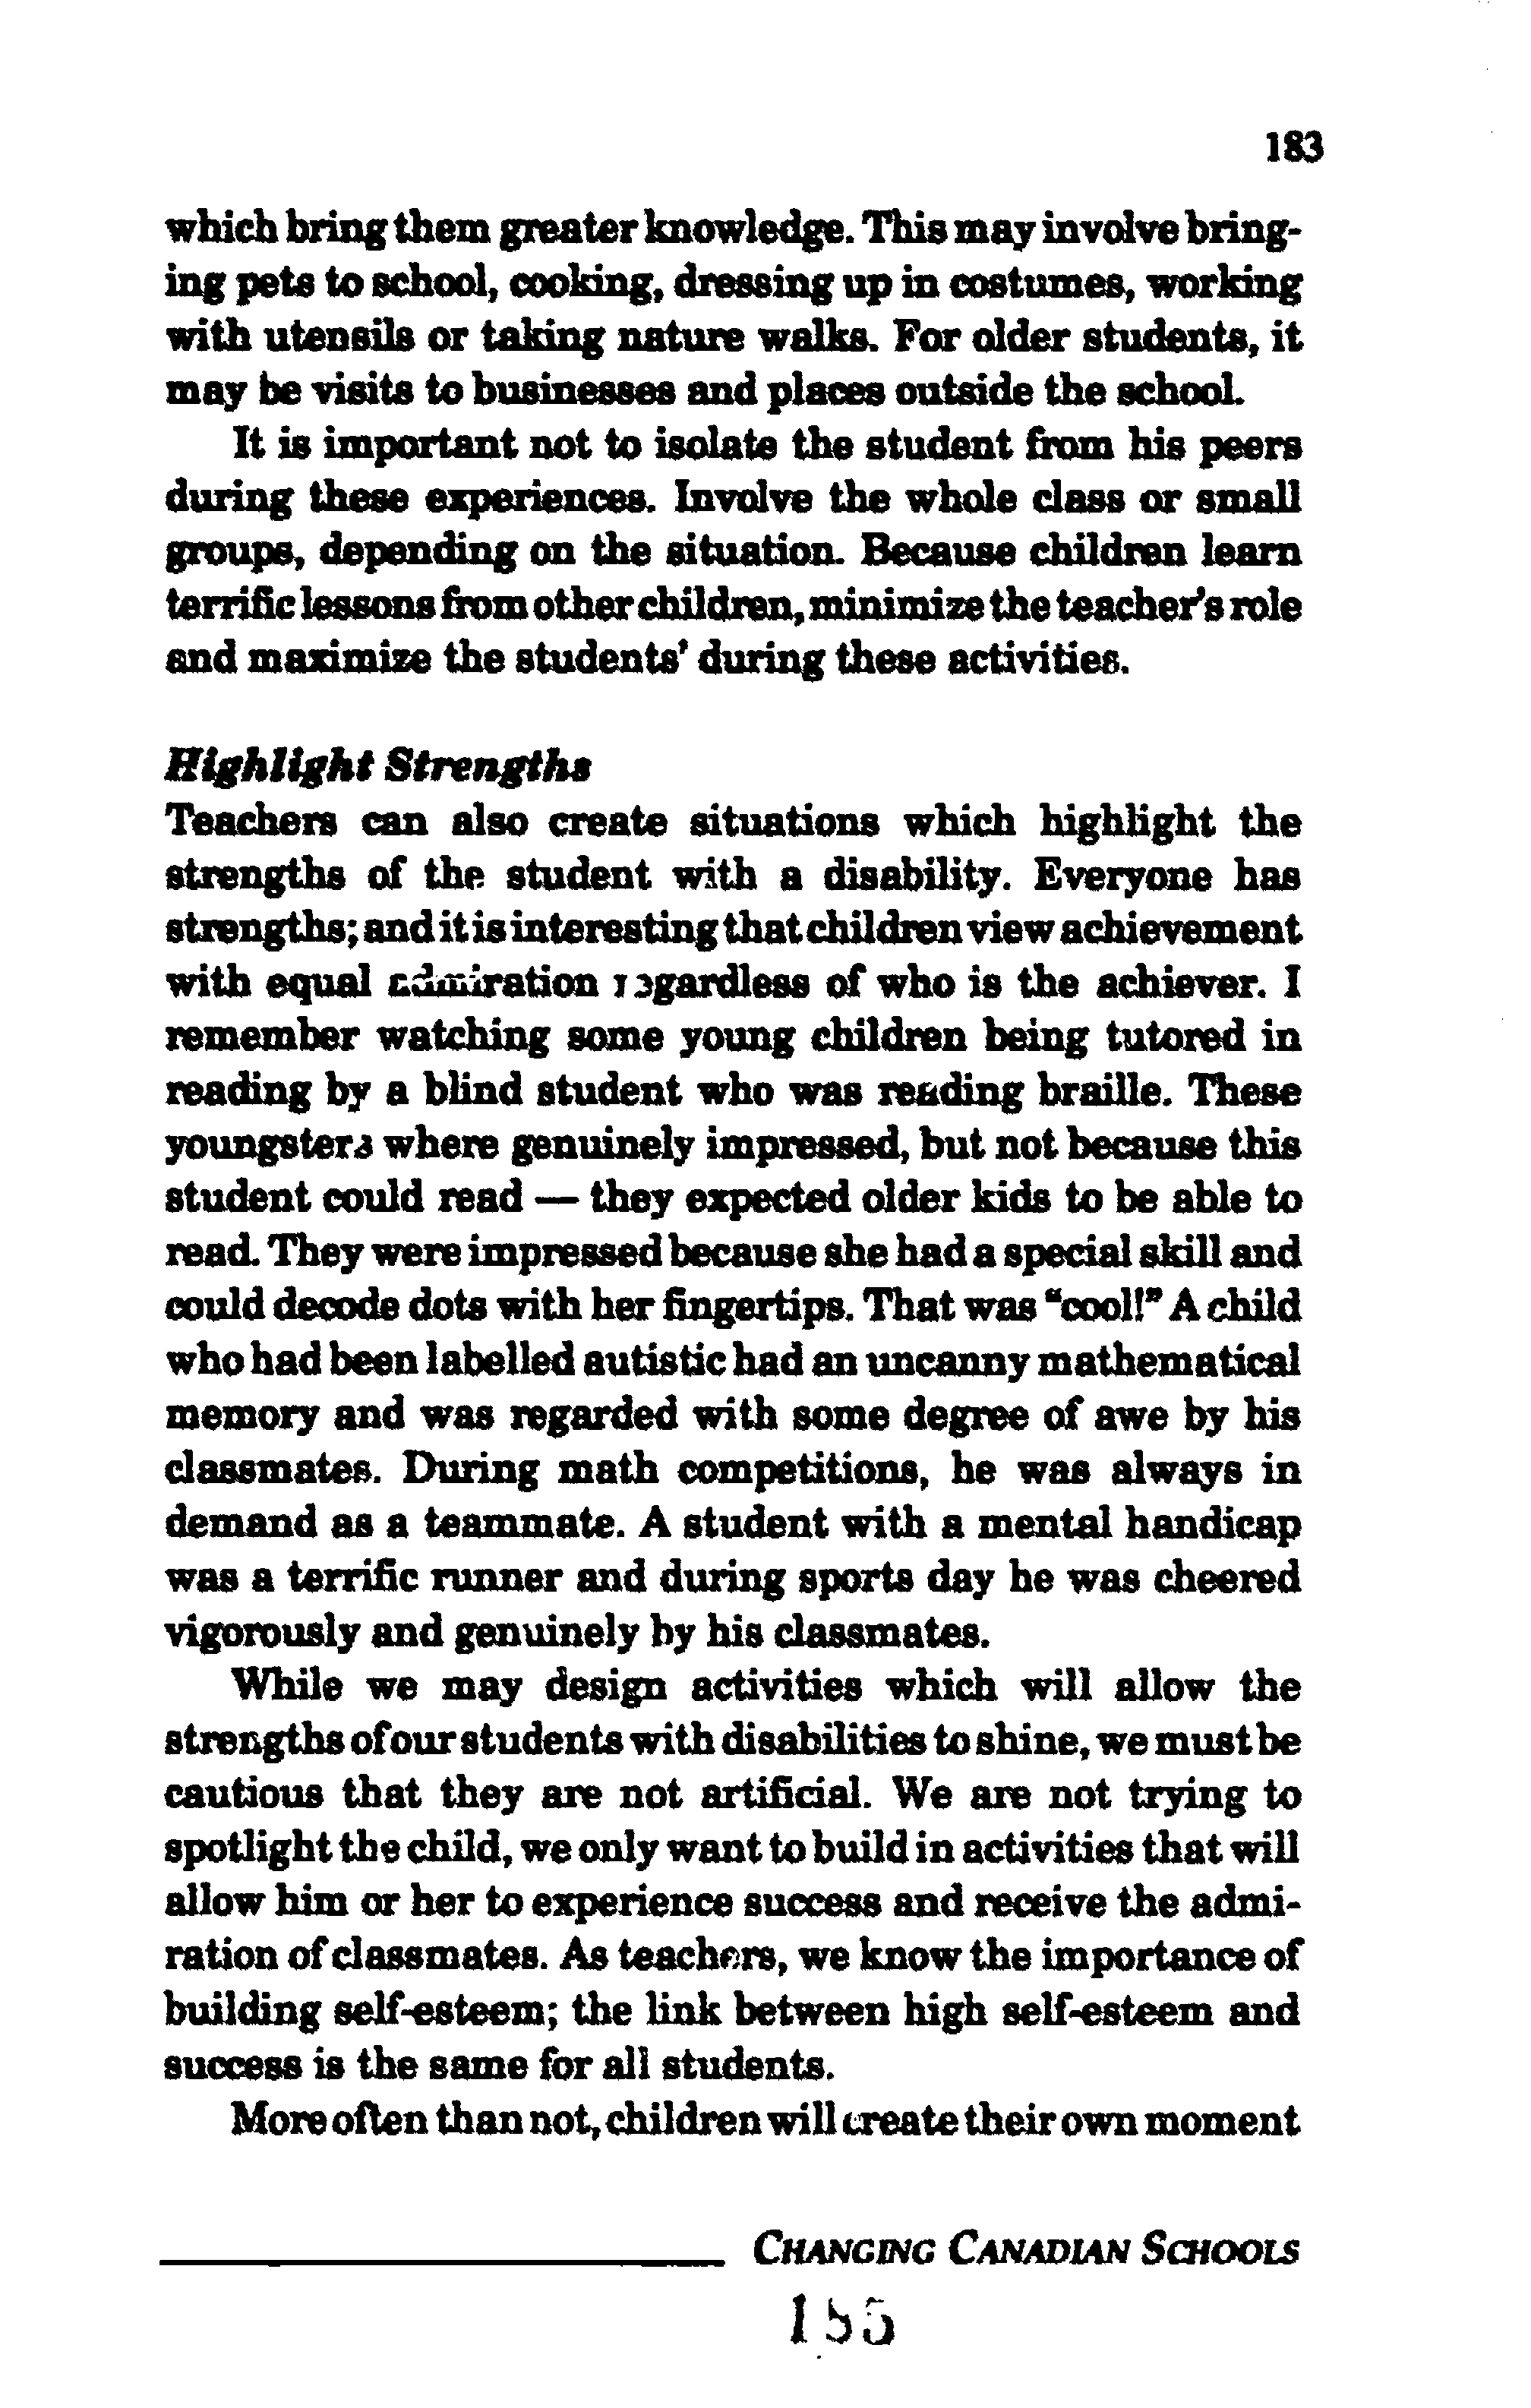 183
which bring them greater knowledge. This may involve bring-
ing pets to school, cooking, dressing up in costumes, working
with utensils or taking nature walks. For older students, it
may be visits to businesses and places outside the school.
It is important not to isolate the student from his peers
during these experiences. Involve the whole class or small
groups, depending on the situation. Because children learn
terrific lessons from other children, minimize the teacher's role
and maximize the students' during these activities.
Highlight Strengths
Teachers can also create situations which highlight the
strengths of the student with a disability. Everyone has
strengths; and it is interesting that children view achievement
with equal admiration regardless of who is the achiever. I
remember watching some young children being tutored in
reading by a blind student who was reading braille. These
youngsters where genuinely impressed, but not because this
student could read — they expected older kids to be able to
read. They were impressed because she had a special skill and
could decode dots with her fingertips. That was "cool!" A child
who had been labelled autistic had an uncanny mathematical
memory and was regarded with some degree of awe by his
classmates. During math competitions, he was always in
demand as a teammate. A student with a mental handicap
was a terrific runner and during sports day he was cheered
vigorously and genuinely by his classmates.
While we may design activities which will allow the
strengths of our students with disabilities to shine, we must be
cautious that they are not artificial. We are not trying to
spotlight the child, we only want to build in activities that will
allow him or her to experience success and receive the admi-
ration of classmates. As teachers, we know the importance of
building self-esteem; the link between high self-esteem and
success is the same for all students.
More often than not, children will create their own moment
CHANGING CANADIAN SCHOOLS